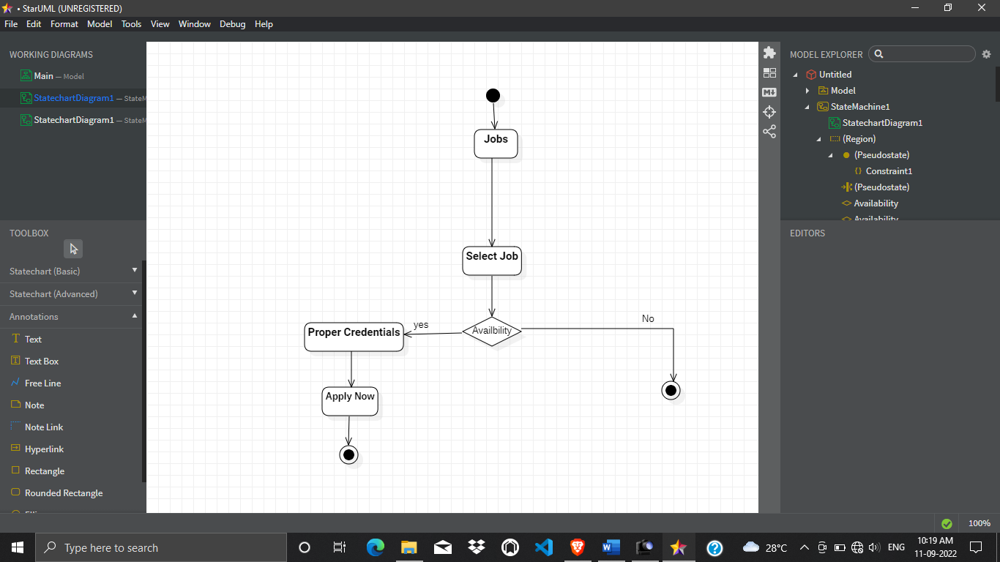 • StarUML (UNREGISTERED)
File Edit Format Model Tools View Window Debug Help
WORKING DIAGRAMS
Main — Model
StatechartDiagram1 — StateM
StatechartDiagram1 — StateM
TOOLBOX
Statechart (Basic)
Statechart (Advanced)
Annotations
Text
Text Box
Free Line
Note
Note Link
Hyperlink
Rectangle
Rounded Rectangle
Jobs
Select Job
Availbility
yes
No
Proper Credentials
Apply Now
MODEL EXPLORER
Untitled
Model
StateMachine1
StatechartDiagram1
(Region)
(Pseudostate)
Constraint1
(Pseudostate)
Availability
Availability
EDITORS
100%
Type here to search
28°C
ENG
10:19 AM
11-09-2022